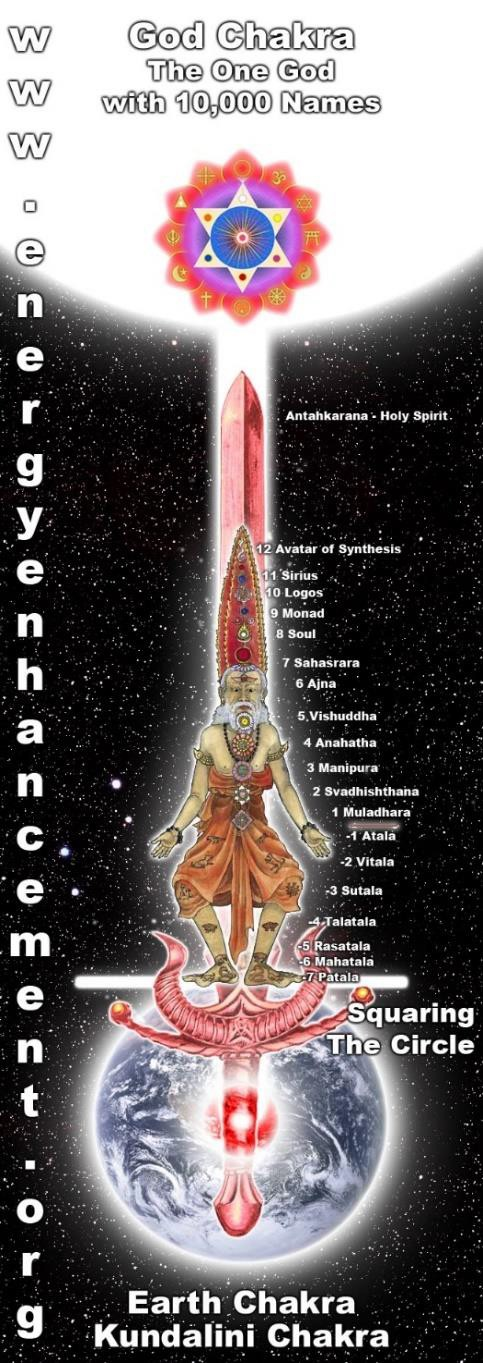 www.energyenhancement.org
God Chakra
The One God
with 10,000 Names
Antahkarana - Holy Spirit.
12 Avatar of Synthesis
11 Sirius
10 Logos
9 Monad
8 Soul
7 Sahasrara
6 Ajna
5 Vishuddha
4 Anahatha
3 Manipura
2 Svadhishthana
1 Muladhara
-1 Atala
-2 Vitala
-3 Sutala
-4 Talatala
-5 Rasatala
-6 Mahatala
-7 Patala
Squaring
The Circle
Earth Chakra
Kundalini Chakra